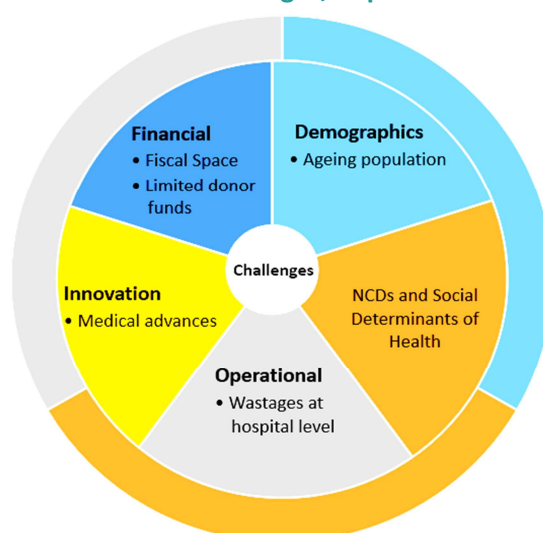 Financial
• Fiscal Space
• Limited donor
funds
Demographics
• Ageing population
Challenges
Innovation
• Medical advances
NCDs and Social
Determinants of
Health
Operational
• Wastages at
hospital level